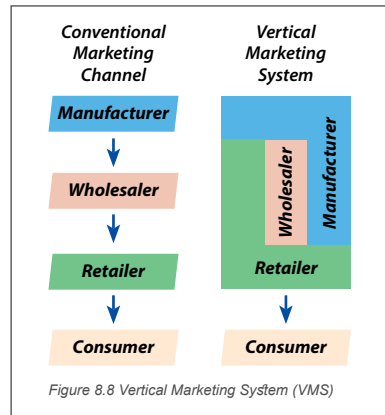 Conventional
Marketing
Channel
Manufacturer
Wholesaler
Retailer
Consumer
Vertical
Marketing
System
Manufacturer
Wholesaler
Retailer
Consumer
Figure 8.8 Vertical Marketing System (VMS)